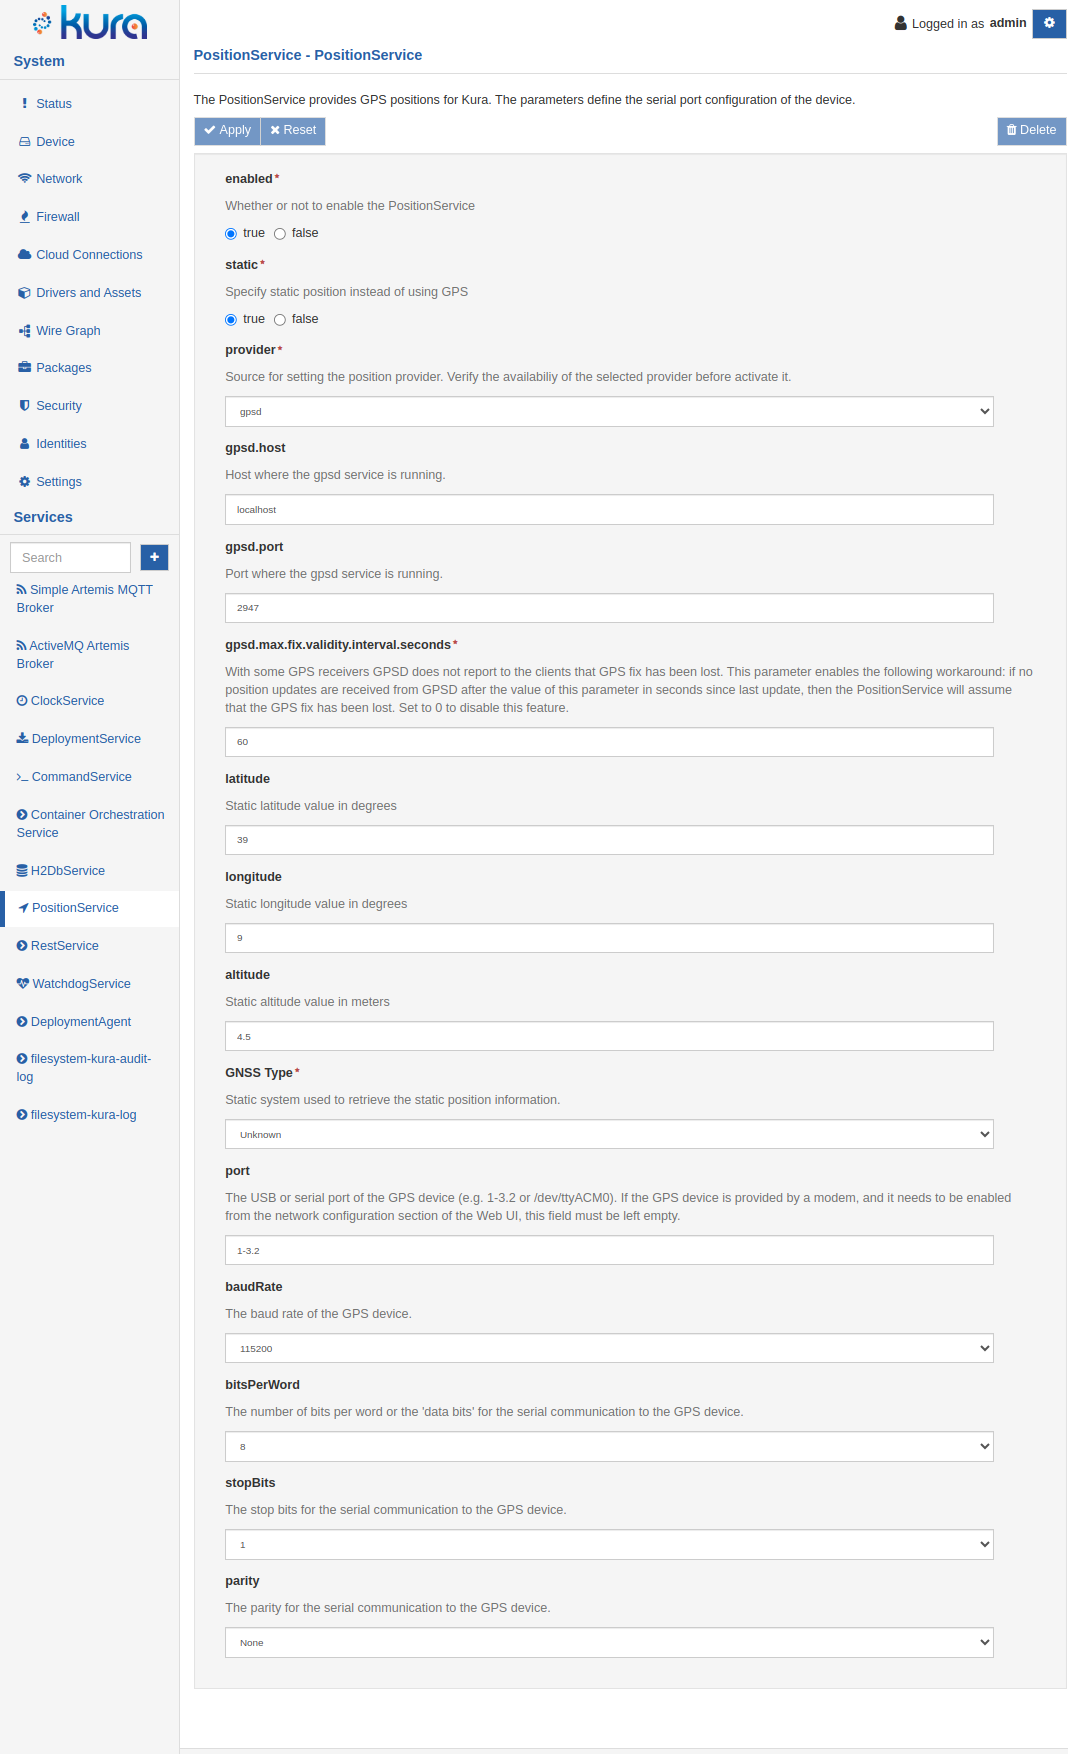 kura
System
Status
Device
Network
Firewall
Cloud Connections
Drivers and Assets
Wire Graph
Packages
Security
Identities
Settings
Services
Search
Simple Artemis MQTT
Broker
ActiveMQ Artemis
Broker
ClockService
DeploymentService
CommandService
Container Orchestration
Service
H2DbService
PositionService
RestService
WatchdogService
DeploymentAgent
filesystem-kura-audit-
log
filesystem-kura-log
Logged in as admin
PositionService - PositionService
The PositionService provides GPS positions for Kura. The parameters define the serial port configuration of the device.
Apply Reset Delete
enabled*
Whether or not to enable the PositionService
true false
static*
Specify static position instead of using GPS
true false
provider*
Source for setting the position provider. Verify the availabiliy of the selected provider before activate it.
gpsd
gpsd.host
Host where the gpsd service is running.
localhost
gpsd.port
Port where the gpsd service is running.
2947
gpsd.max.fix.validity.interval.seconds*
With some GPS receivers GPSD does not report to the clients that GPS fix has been lost. This parameter enables the following workaround: if no
position updates are received from GPSD after the value of this parameter in seconds since last update, then the PositionService will assume
that the GPS fix has been lost. Set to 0 to disable this feature.
60
latitude
Static latitude value in degrees
39
longitude
Static longitude value in degrees
9
altitude
Static altitude value in meters
4.5
GNSS Type*
Static system used to retrieve the static position information.
Unknown
port
The USB or serial port of the GPS device (e.g. 1-3.2 or /dev/ttyACM0). If the GPS device is provided by a modem, and it needs to be enabled
from the network configuration section of the Web UI, this field must be left empty.
1-3.2
baudRate
The baud rate of the GPS device.
115200
bitsPerWord
The number of bits per word or the 'data bits' for the serial communication to the GPS device.
8
stopBits
The stop bits for the serial communication to the GPS device.
1
parity
The parity for the serial communication to the GPS device.
None